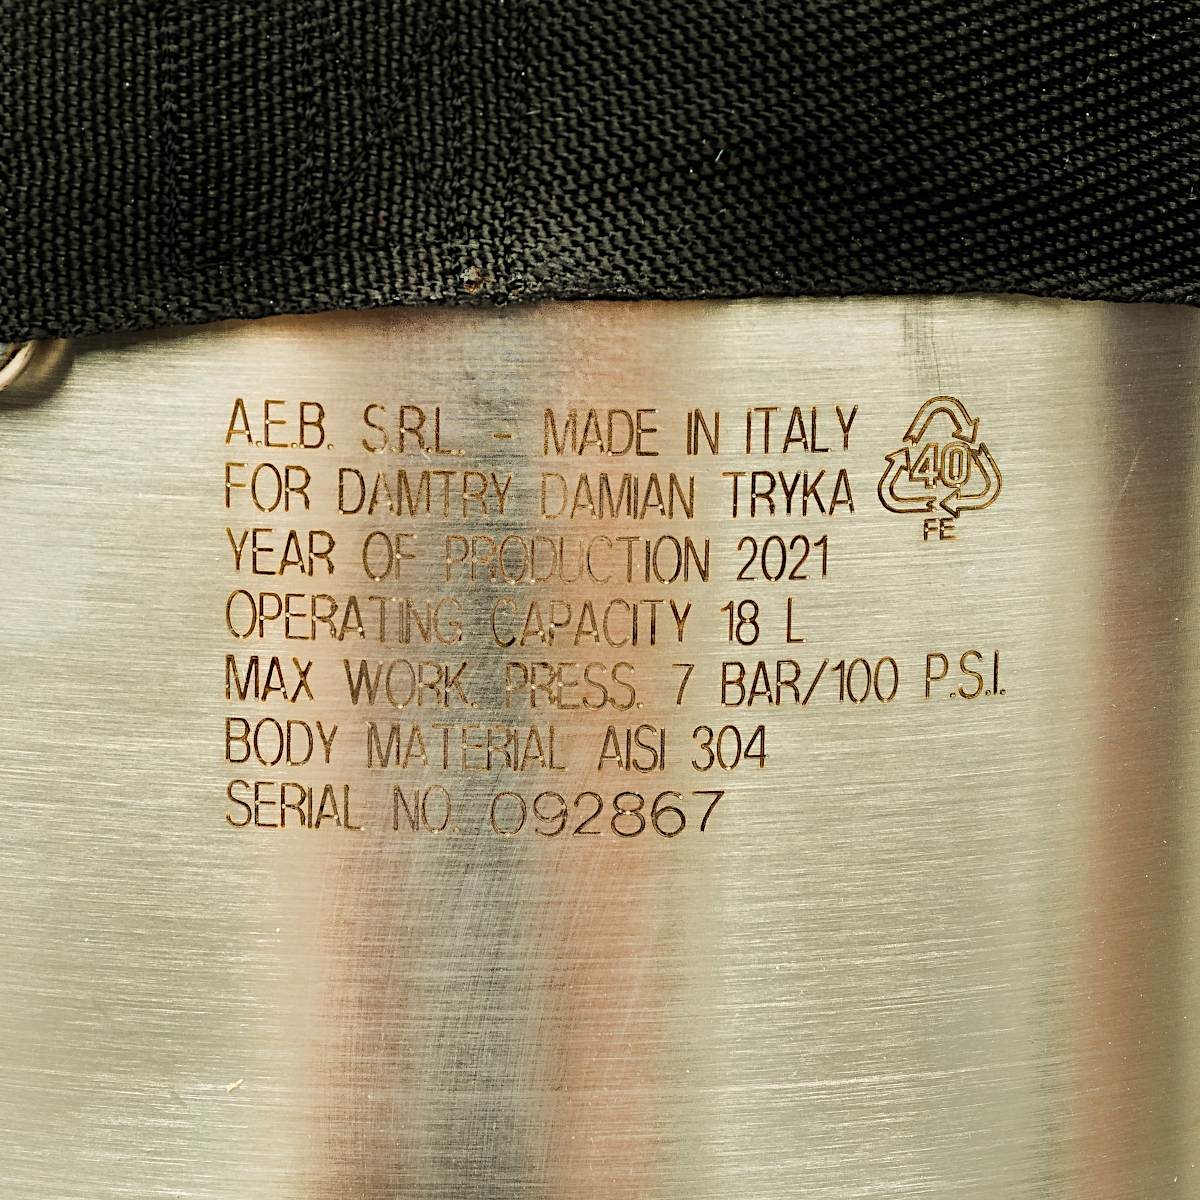 A.E.B. S.R.L. - MADE IN ITALY
FOR DAMTRY DAMIAN TRYKA
YEAR OF PRODUCTION 2021
OPERATING CAPACITY 18 L
MAX WORK. PRESS. 7 BAR/100 P.S.I.
BODY MATERIAL AISI 304
SERIAL NO. 092867
40
FE